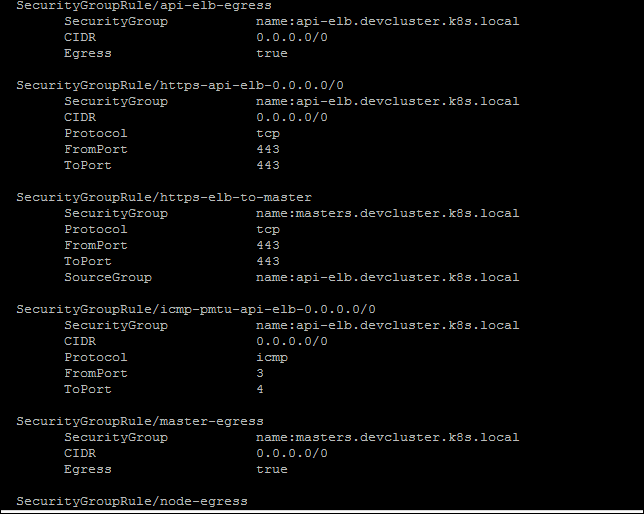 SecurityGroupRule/api-elb-egress
SecurityGroup name:api-elb.devcluster.k8s.local
CIDR 0.0.0.0/0
Egress true
SecurityGroupRule/https-api-elb-0.0.0.0/0
SecurityGroup name:api-elb.devcluster.k8s.local
CIDR 0.0.0.0/0
Protocol tcp
FromPort 443
ToPort 443
SecurityGroupRule/https-elb-to-master
SecurityGroup name:masters.devcluster.k8s.local
Protocol tcp
FromPort 443
ToPort 443
SourceGroup name:api-elb.devcluster.k8s.local
SecurityGroupRule/icmp-pmtu-api-elb-0.0.0.0/0
SecurityGroup name:api-elb.devcluster.k8s.local
CIDR 0.0.0.0/0
Protocol icmp
FromPort 3
ToPort 4
SecurityGroupRule/master-egress
SecurityGroup name:masters.devcluster.k8s.local
CIDR 0.0.0.0/0
Egress true
SecurityGroupRule/node-egress